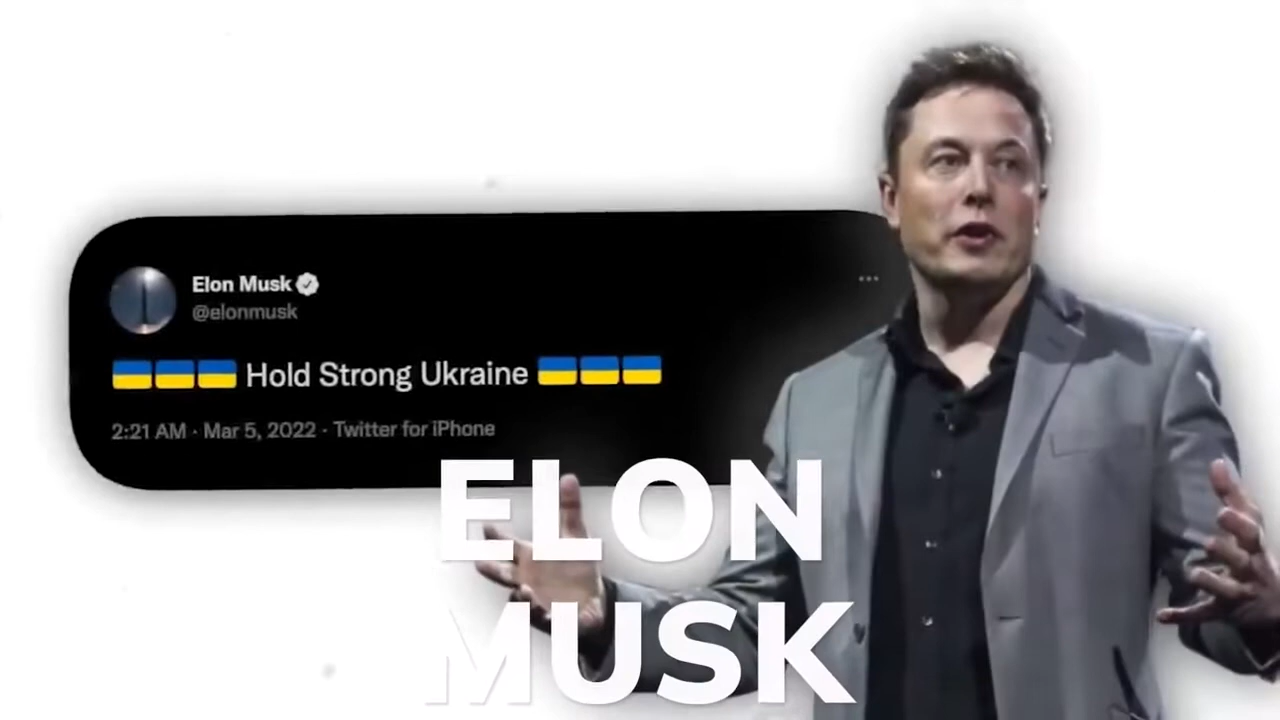 Elon Musk
@elonmusk
🇺🇦🇺🇦🇺🇦 Hold Strong Ukraine 🇺🇦🇺🇦🇺🇦
2:21 AM · Mar 5, 2022 · Twitter for iPhone
ELON
MUSK